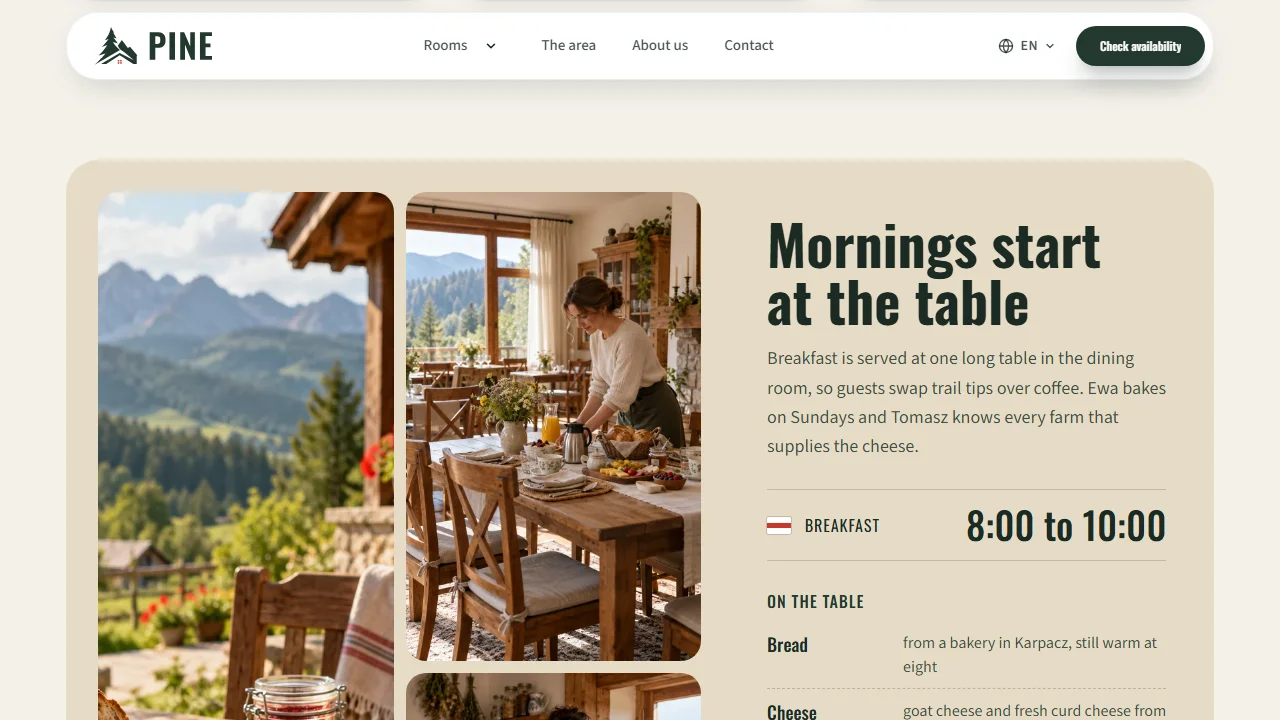 PINE
Rooms
The area
About us
Contact
EN
Check availability
Mornings start
at the table
Breakfast is served at one long table in the dining
room, so guests swap trail tips over coffee. Ewa bakes
on Sundays and Tomasz knows every farm that
supplies the cheese.
BREAKFAST
8:00 to 10:00
ON THE TABLE
Bread
from a bakery in Karpacz, still warm at
eight
Cheese
goat cheese and fresh curd cheese from